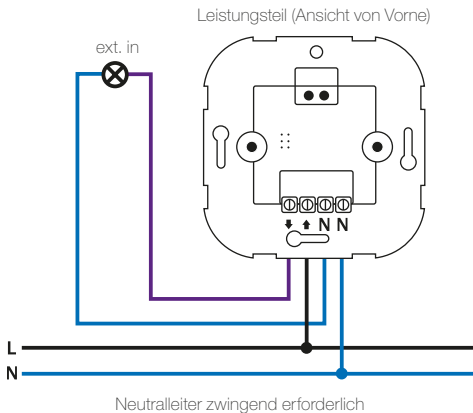 Leistungsteil (Ansicht von Vorne)
ext. in
N N
L
N
Neutralleiter zwingend erforderlich